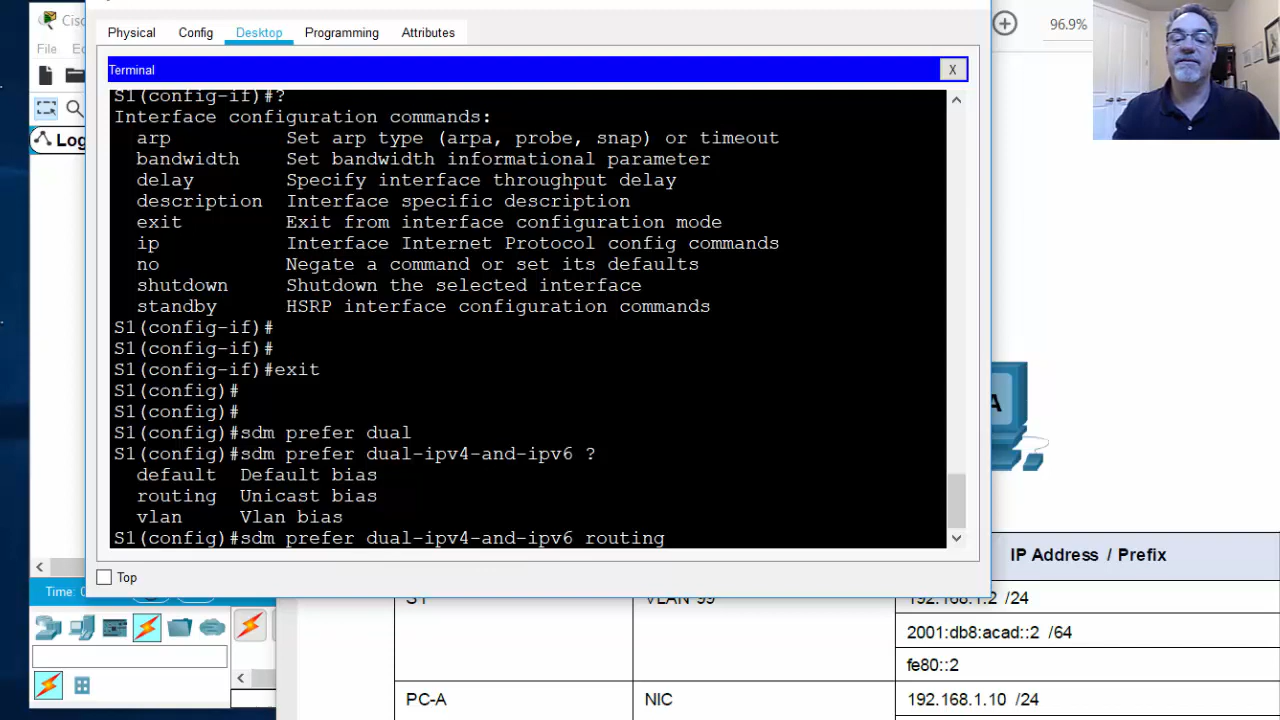 Cisc
File
Ec
Log
Physical
Config
Desktop
Programming
Attributes
96.9%
Terminal
X
S1(config-if)#?
Interface configuration commands:
arp Set arp type (arpa, probe, snap) or timeout
bandwidth Set bandwidth informational parameter
delay Specify interface throughput delay
description Interface specific description
exit Exit from interface configuration mode
ip Interface Internet Protocol config commands
no Negate a command or set its defaults
shutdown Shutdown the selected interface
standby HSRP interface configuration commands
S1(config-if)#
S1(config-if)#
S1(config-if)#exit
S1(config)#
S1(config)#
S1(config)#sdm prefer dual
S1(config)#sdm prefer dual-ipv4-and-ipv6 ?
default Default bias
routing Unicast bias
vlan Vlan bias
S1(config)#sdm prefer dual-ipv4-and-ipv6 routing
Top
A
Time: 0
IP Address / Prefix
S1 VLAN 99 192.168.1.2 /24
2001:db8:acad::2 /64
fe80::2
PC-A NIC 192.168.1.10 /24